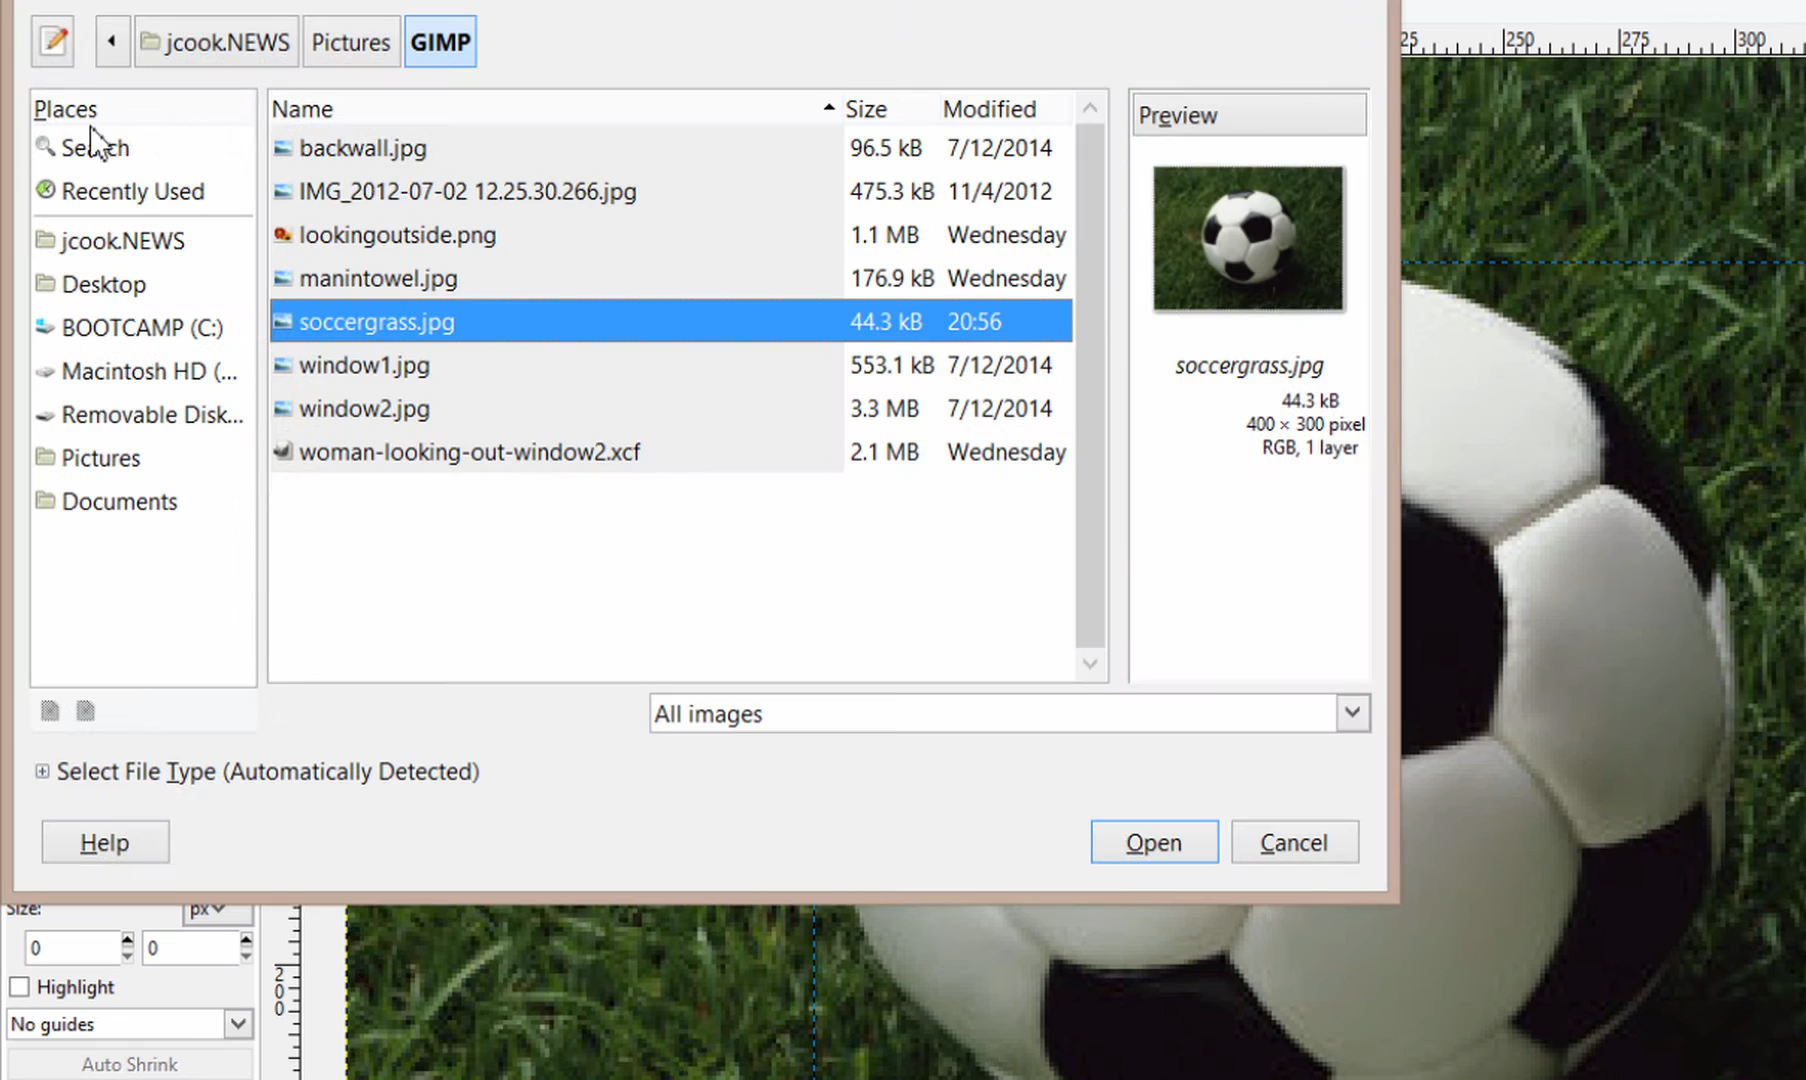 jcook.NEWS Pictures GIMP
25 250 275 300
Places
Search
Recently Used
jcook.NEWS
Desktop
BOOTCAMP (C:)
Macintosh HD (...
Removable Disk...
Pictures
Documents
Name Size Modified
backwall.jpg 96.5 kB 7/12/2014
IMG_2012-07-02 12.25.30.266.jpg 475.3 kB 11/4/2012
lookingoutside.png 1.1 MB Wednesday
manintowel.jpg 176.9 kB Wednesday
soccergrass.jpg 44.3 kB 20:56
window1.jpg 553.1 kB 7/12/2014
window2.jpg 3.3 MB 7/12/2014
woman-looking-out-window2.xcf 2.1 MB Wednesday
Preview
soccergrass.jpg
44.3 kB
400 × 300 pixel
RGB, 1 layer
All images
Select File Type (Automatically Detected)
Help Open Cancel
Size: px
0 0
Highlight
No guides
Auto Shrink
200